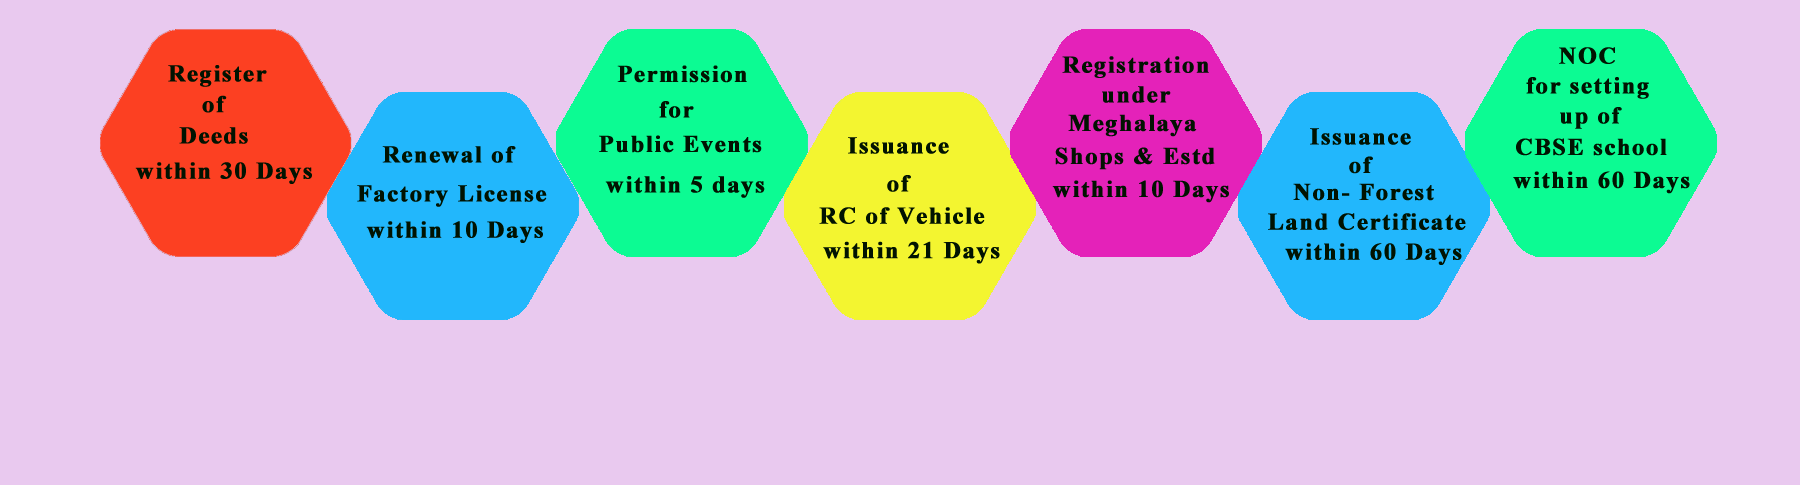 Register
of
Deeds
within 30 Days
Renewal of
Factory License
within 10 Days
Permission
for
Public Events
within 5 days
Issuance
of
RC of Vehicle
within 21 Days
Registration
under
Meghalaya
Shops & Estd
within 10 Days
Issuance
of
Non- Forest
Land Certificate
within 60 Days
NOC
for setting
up of
CBSE school
within 60 Days